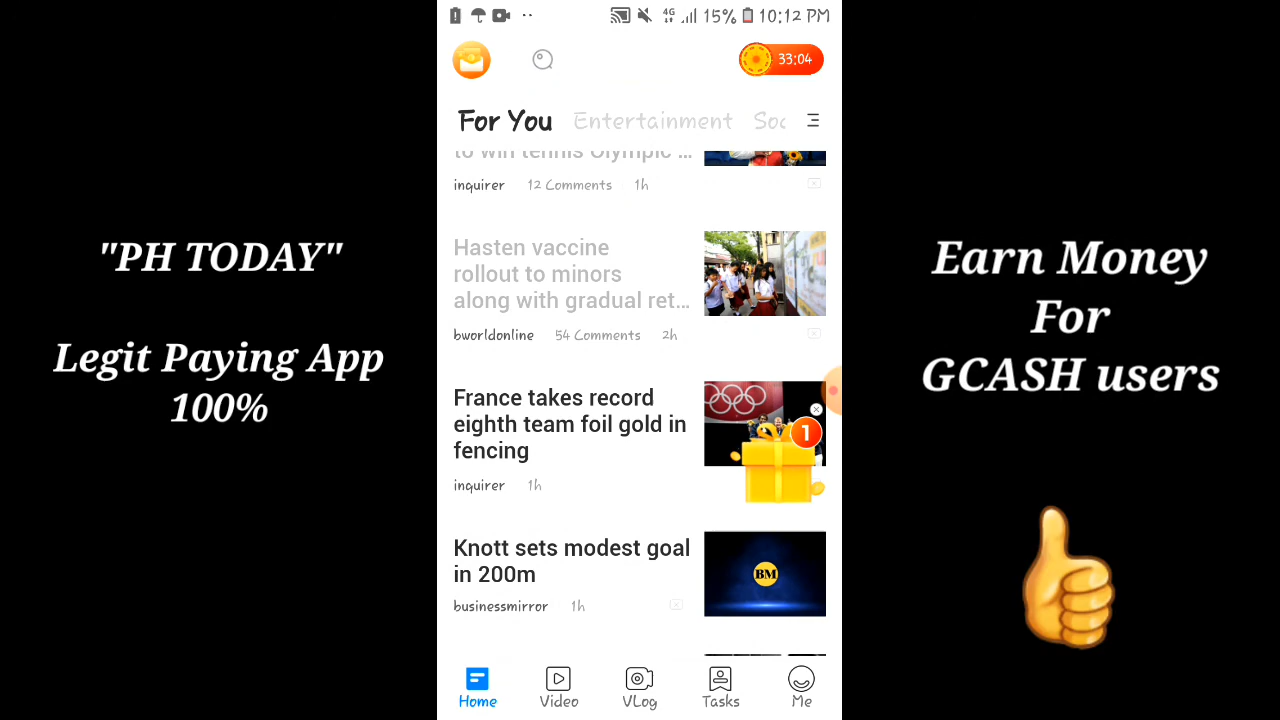 "PH TODAY"
Legit Paying App
100%
15% 10:12 PM
4G
33:04
For You Entertainment Soc
to win tennis Olympic ...
inquirer 12 Comments 1h
Hasten vaccine
rollout to minors
along with gradual ret...
bworldonline 54 Comments 2h
France takes record
eighth team foil gold in
fencing
1
inquirer 1h
Knott sets modest goal
in 200m
BM
businessmirror 1h
Home Video VLog Tasks Me
Earn Money
For
GCASH users